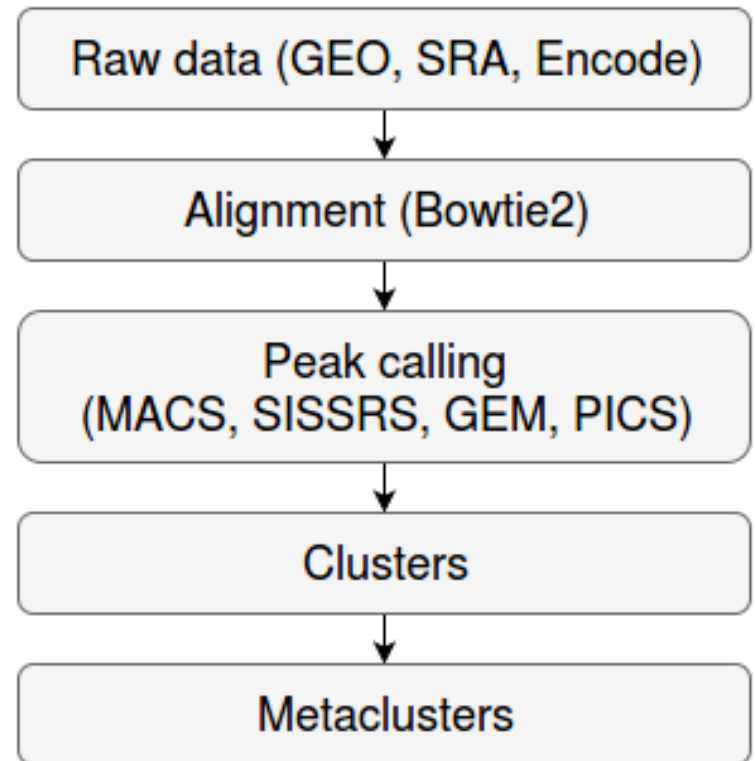 Raw data (GEO, SRA, Encode)
Alignment (Bowtie2)
Peak calling
(MACS, SISSRS, GEM, PICS)
Clusters
Metaclusters